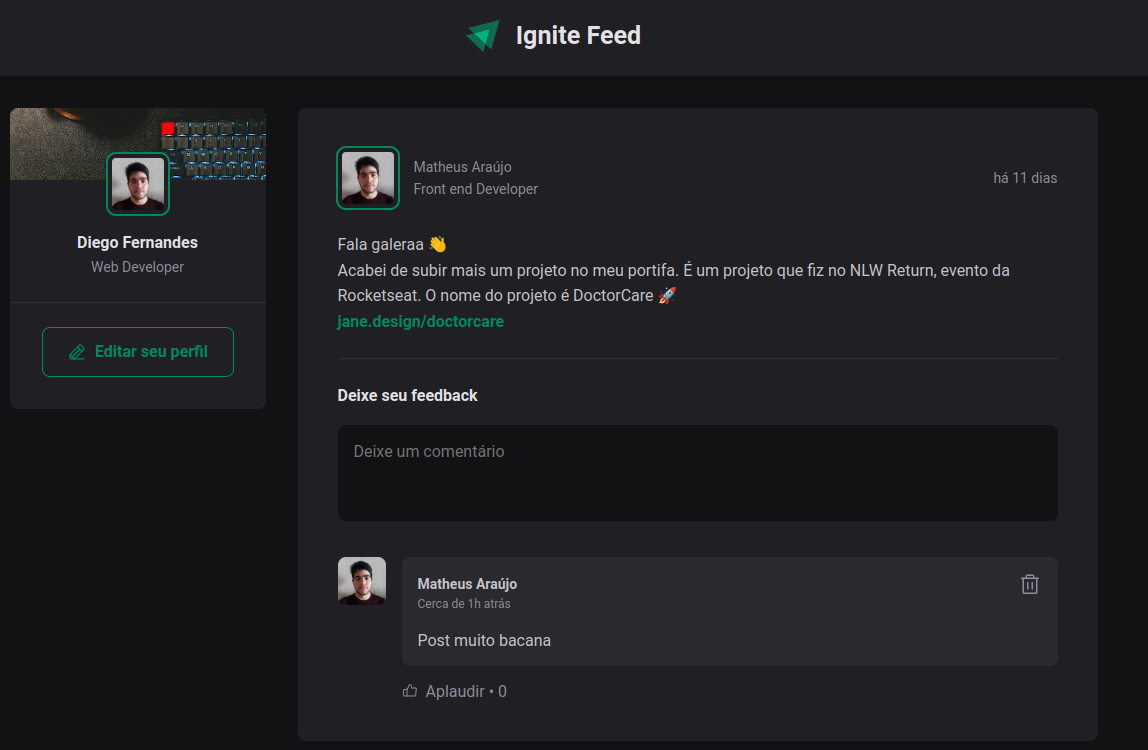 Ignite Feed
Diego Fernandes
Web Developer
Editar seu perfil
Matheus Araújo
Front end Developer
há 11 dias
Fala galeraa 👋
Acabei de subir mais um projeto no meu portifa. É um projeto que fiz no NLW Return, evento da
Rocketseat. O nome do projeto é DoctorCare 🚀
jane.design/doctorcare
Deixe seu feedback
Deixe um comentário
Matheus Araújo
Cerca de 1h atrás
Post muito bacana
Aplaudir • 0